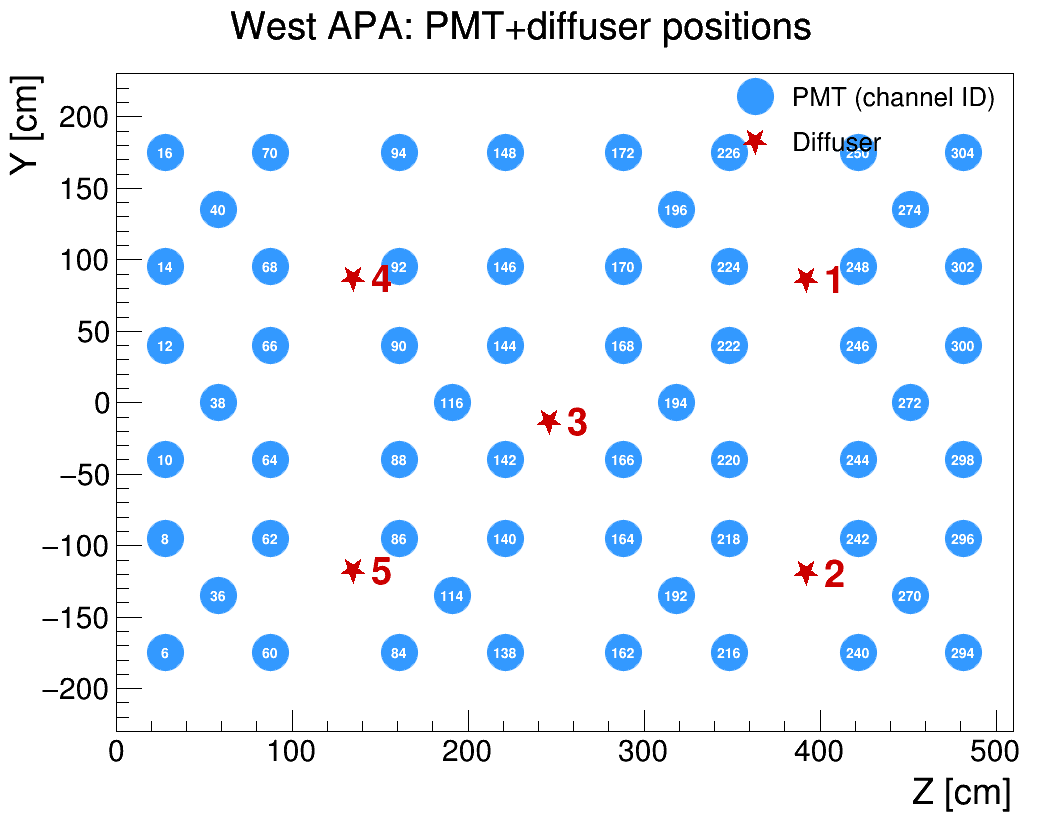 West APA: PMT+diffuser positions
Y [cm]
PMT (channel ID)
Diffuser
200
16 70 94 148 172 226 250 304
150
40 196 274
100
14 68 92 146 170 224 248 302
4 1
50
12 66 90 144 168 222 246 300
0
38 116 194 272
3
−50
10 64 88 142 166 220 244 298
−100
8 62 86 140 164 218 242 296
5 2
−150
36 114 192 270
6 60 84 138 162 216 240 294
−200
0 100 200 300 400 500
Z [cm]